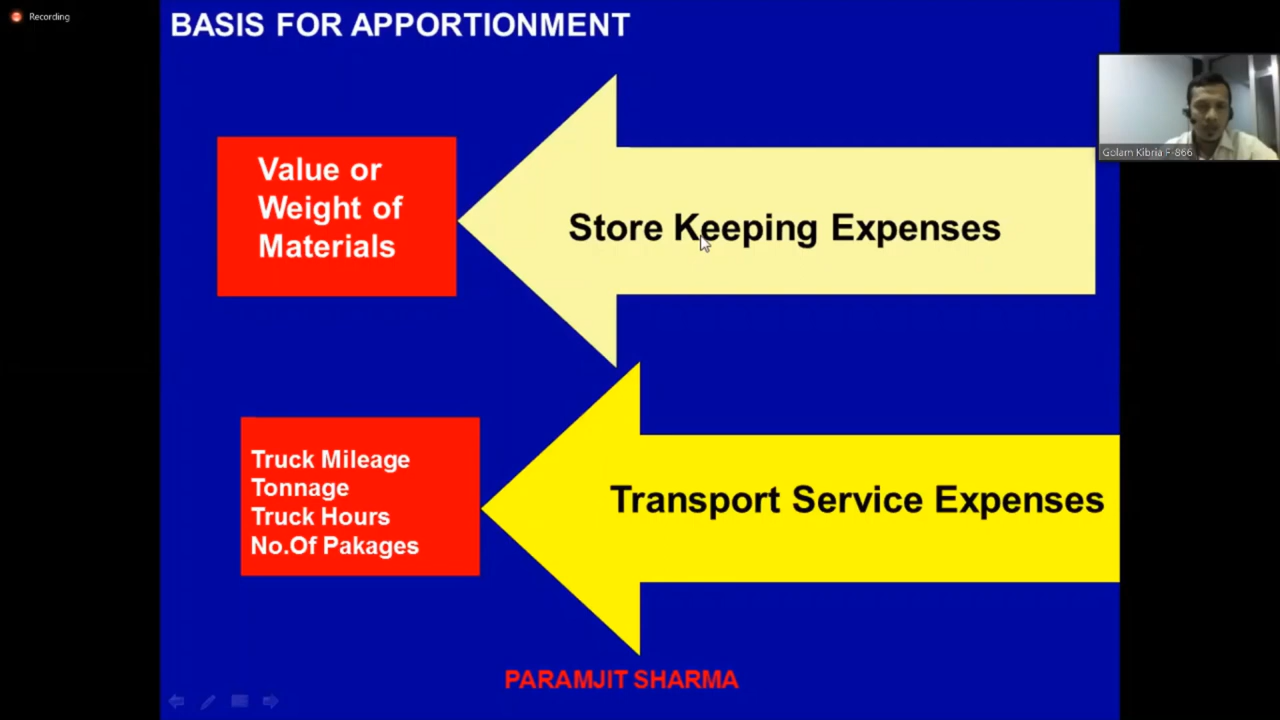 Recording
BASIS FOR APPORTIONMENT
Golam Kibria F-866
Value or
Weight of
Materials
Store Keeping Expenses
Truck Mileage
Tonnage
Truck Hours
No.Of Pakages
Transport Service Expenses
PARAMJIT SHARMA